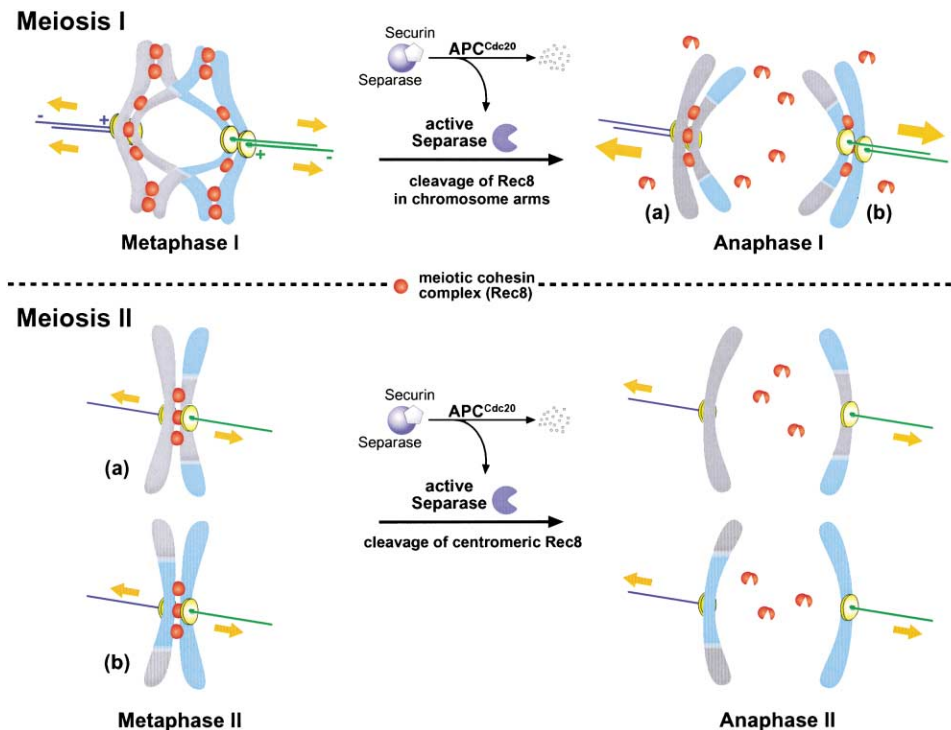 Meiosis I
Securin
APCCdc20
Separase
- +
+ -
active
Separase
cleavage of Rec8
in chromosome arms
(a) (b)
Metaphase I
Anaphase I
meiotic cohesin
complex (Rec8)
Meiosis II
Securin
APCCdc20
Separase
(a)
active
Separase
cleavage of centromeric Rec8
(b)
Metaphase II
Anaphase II